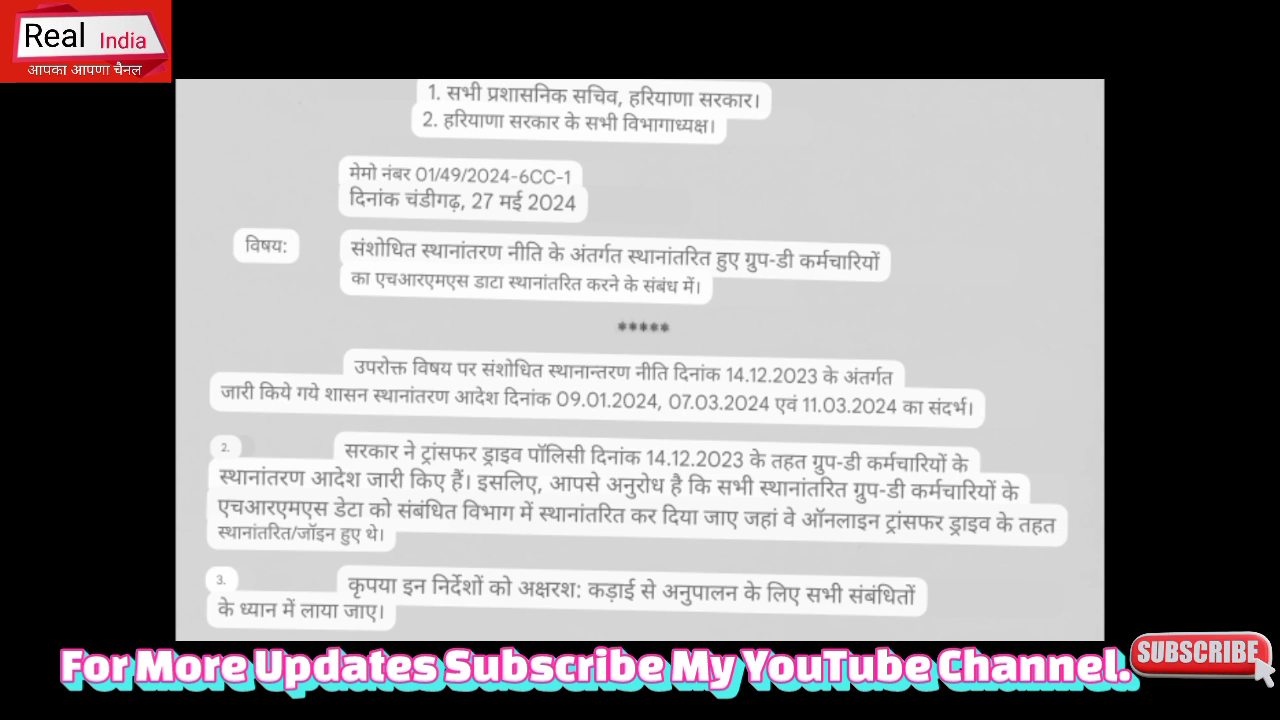 Real India
आपका आपणा चैनल
1. सभी प्रशासनिक सचिव, हरियाणा सरकार।
2. हरियाणा सरकार के सभी विभागाध्यक्ष।
मेमो नंबर 01/49/2024-6CC-1
दिनांक चंडीगढ़, 27 मई 2024
विषय: संशोधित स्थानांतरण नीति के अंतर्गत स्थानांतरित हुए ग्रुप-डी कर्मचारियों
का एचआरएमएस डाटा स्थानांतरित करने के संबंध में।
*****
उपरोक्त विषय पर संशोधित स्थानान्तरण नीति दिनांक 14.12.2023 के अंतर्गत
जारी किये गये शासन स्थानांतरण आदेश दिनांक 09.01.2024, 07.03.2024 एवं 11.03.2024 का संदर्भ।
2. सरकार ने ट्रांसफर ड्राइव पॉलिसी दिनांक 14.12.2023 के तहत ग्रुप-डी कर्मचारियों के
स्थानांतरण आदेश जारी किए हैं। इसलिए, आपसे अनुरोध है कि सभी स्थानांतरित ग्रुप-डी कर्मचारियों के
एचआरएमएस डेटा को संबंधित विभाग में स्थानांतरित कर दिया जाए जहां वे ऑनलाइन ट्रांसफर ड्राइव के तहत
स्थानांतरित/जॉइन हुए थे।
3. कृपया इन निर्देशों को अक्षरश: कड़ाई से अनुपालन के लिए सभी संबंधितों
के ध्यान में लाया जाए।
For More Updates Subscribe My YouTube Channel.
SUBSCRIBE